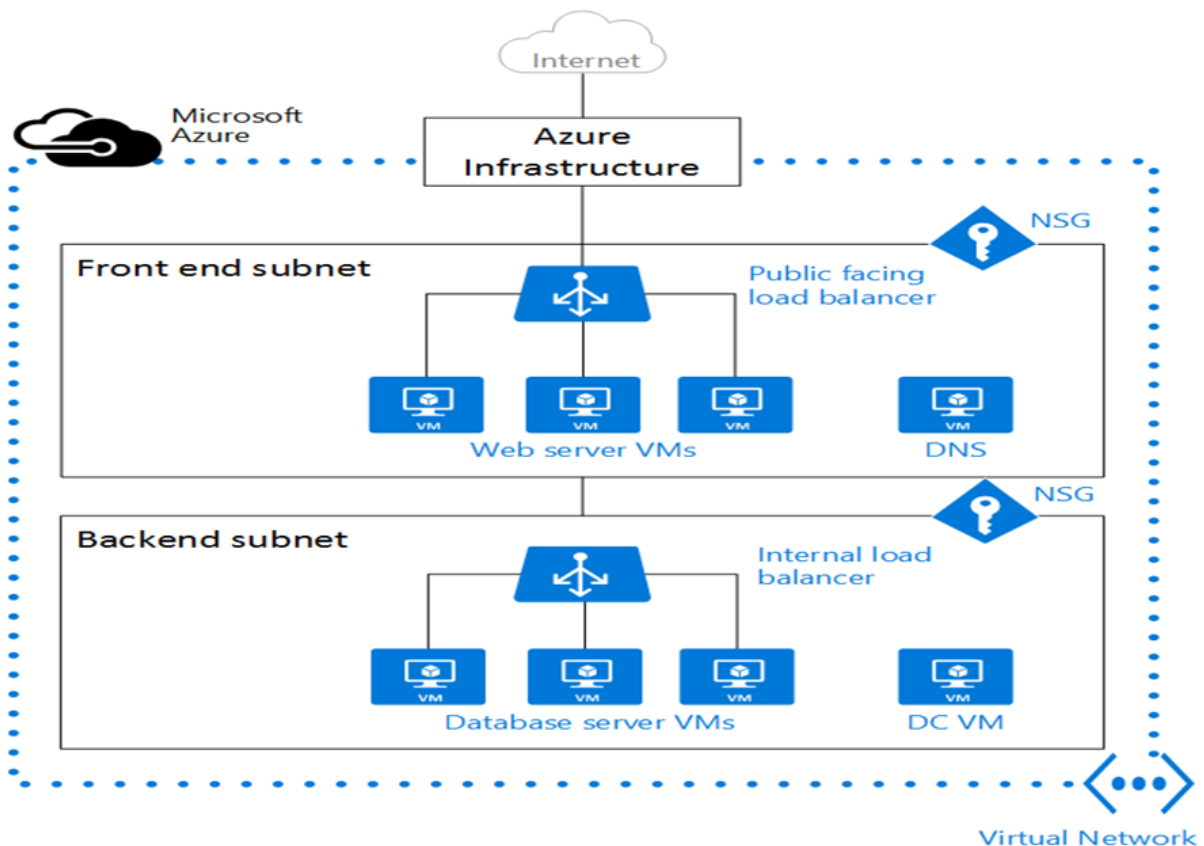 Internet
Microsoft
Azure
Azure
Infrastructure
NSG
Front end subnet
Public facing
load balancer
VM
VM
VM
VM
Web server VMs
DNS
NSG
Backend subnet
Internal load
balancer
VM
VM
VM
VM
Database server VMs
DC VM
Virtual Network